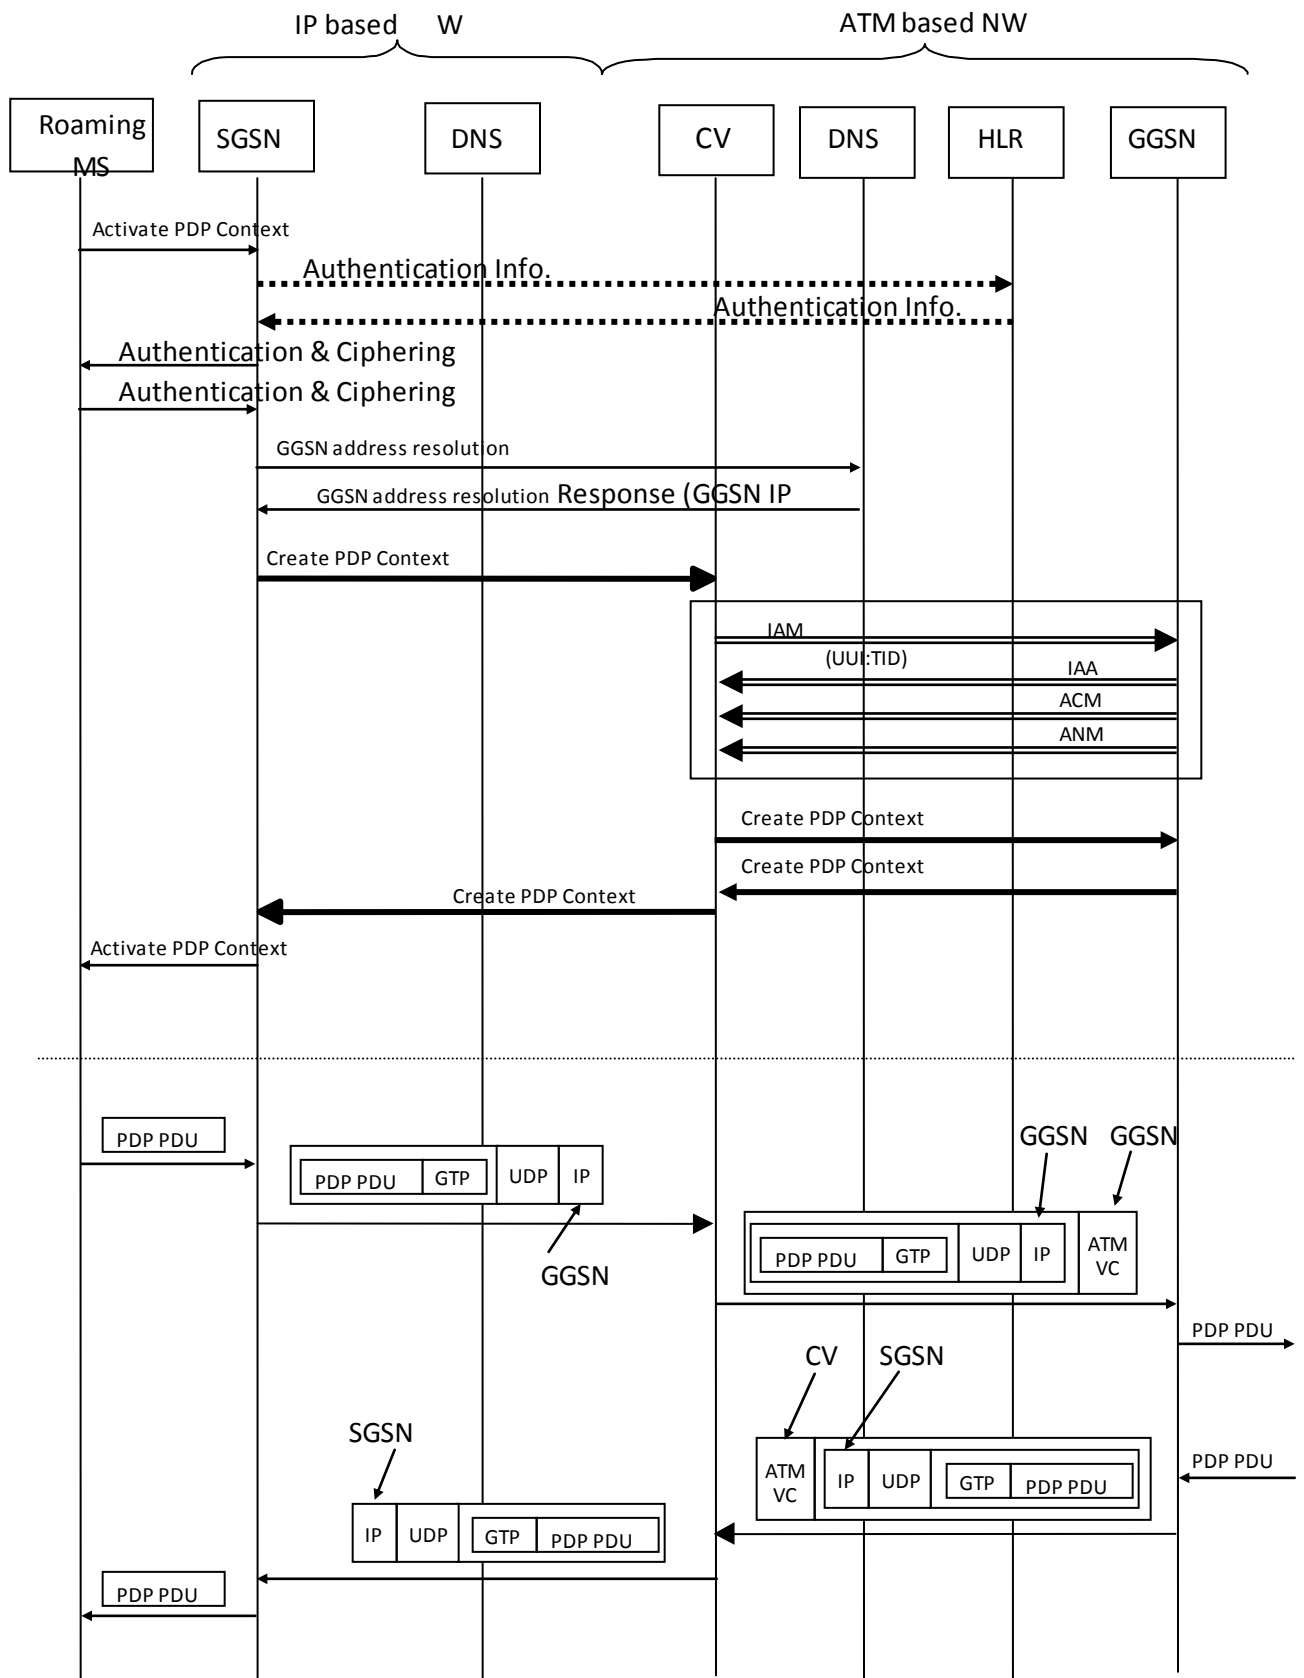 IP based W
ATM based NW
Roaming
MS
SGSN
DNS
CV
DNS
HLR
GGSN
Activate PDP Context
Authentication Info.
Authentication Info.
Authentication & Ciphering
Authentication & Ciphering
GGSN address resolution
GGSN address resolution Response (GGSN IP
Create PDP Context
IAM
(UUI:TID)
IAA
ACM
ANM
Create PDP Context
Create PDP Context
Create PDP Context
Activate PDP Context
PDP PDU
GGSN
GGSN
PDP PDU
GTP
UDP
IP
GGSN
PDP PDU
GTP
UDP
IP
ATM
VC
PDP PDU
CV
SGSN
SGSN
ATM
VC
IP
UDP
GTP
PDP PDU
PDP PDU
IP
UDP
GTP
PDP PDU
PDP PDU